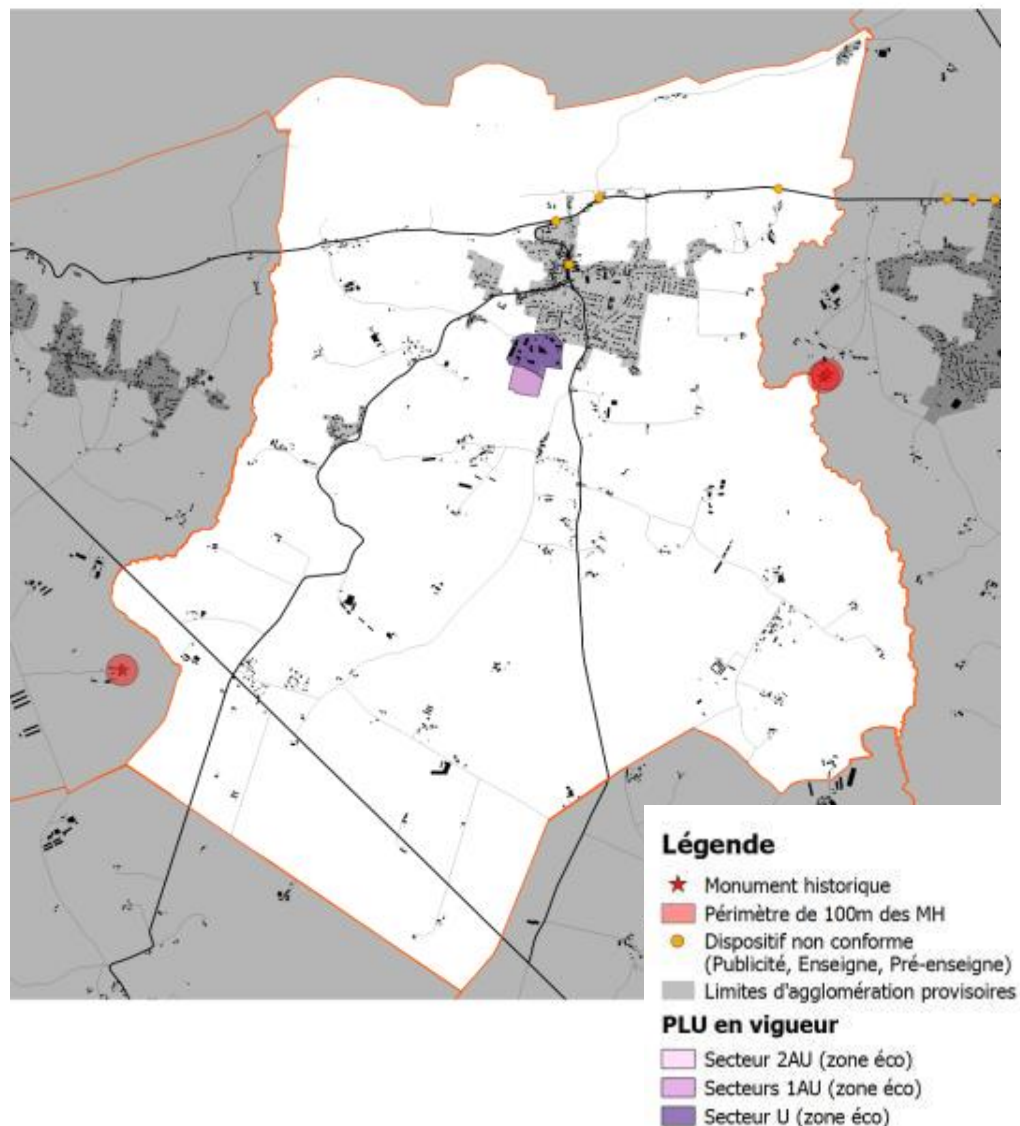 Légende
Monument historique
Périmètre de 100m des MH
Dispositif non conforme
(Publicité, Enseigne, Pré-enseigne)
Limites d'agglomération provisoires
PLU en vigueur
Secteur 2AU (zone éco)
Secteurs 1AU (zone éco)
Secteur U (zone éco)